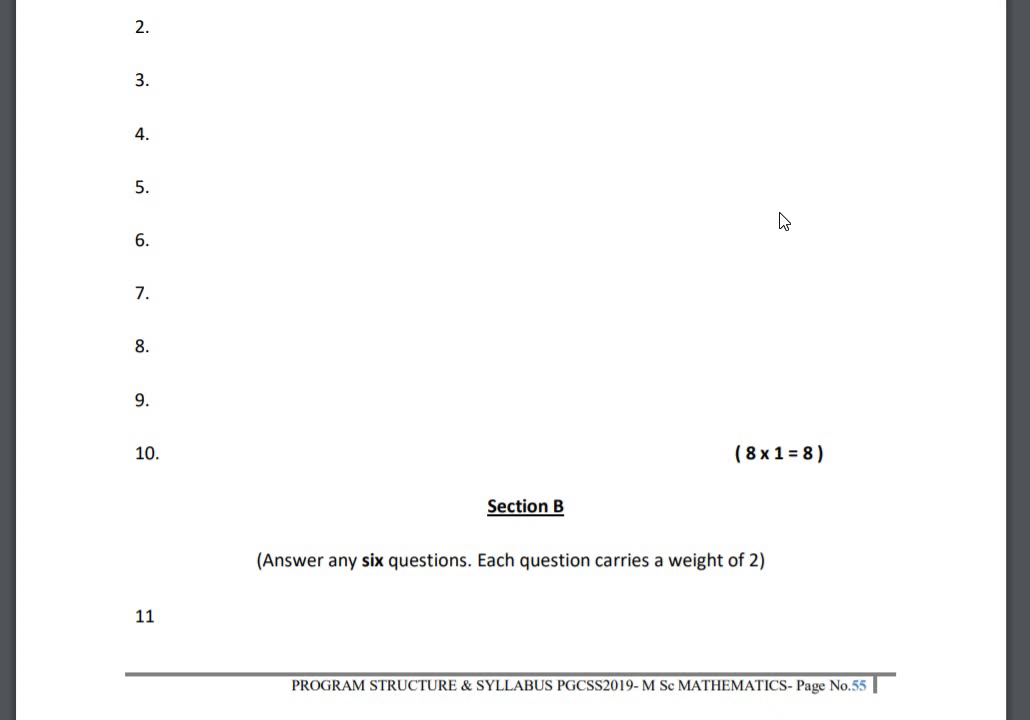 2.
3.
4.
5.
6.
7.
8.
9.
10. ( 8 x 1 = 8 )
Section B
(Answer any six questions. Each question carries a weight of 2)
11
PROGRAM STRUCTURE & SYLLABUS PGCSS2019- M Sc MATHEMATICS- Page No.55